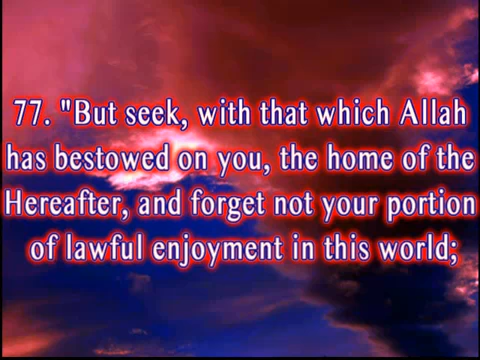 77. "But seek, with that which Allah
has bestowed on you, the home of the
Hereafter, and forget not your portion
of lawful enjoyment in this world;